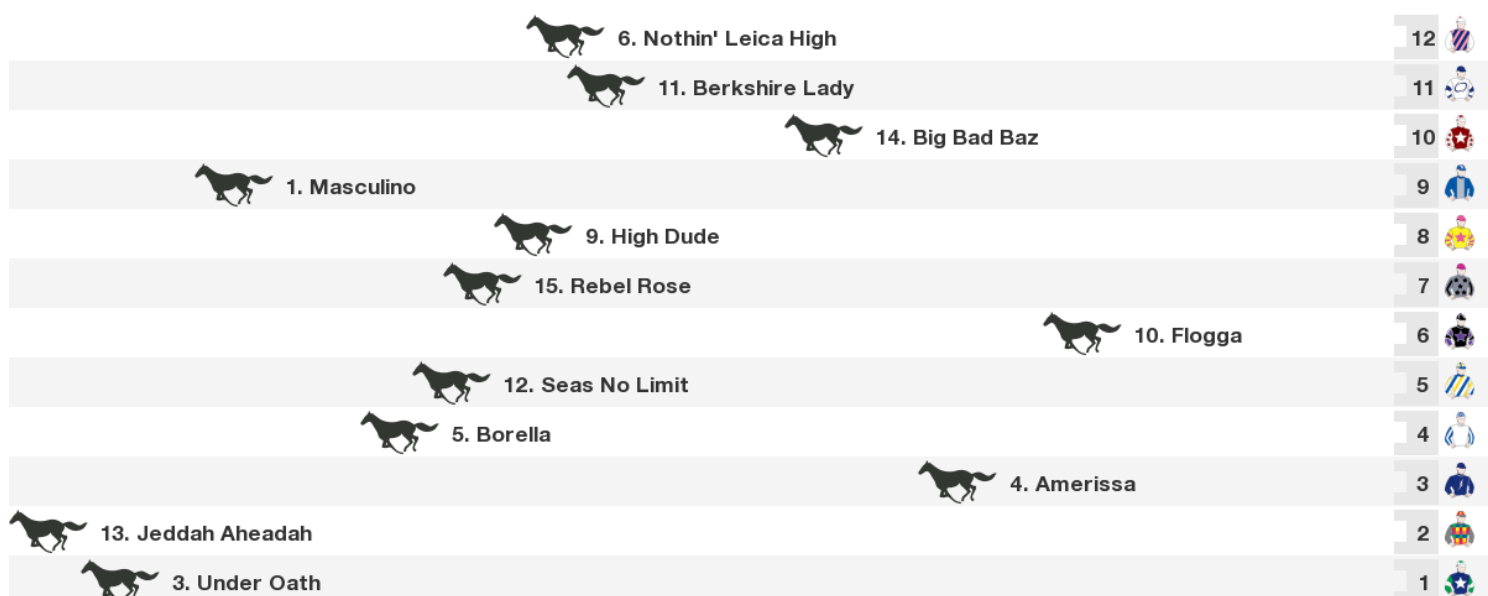 6. Nothin' Leica High 12
11. Berkshire Lady 11
14. Big Bad Baz 10
1. Masculino 9
9. High Dude 8
15. Rebel Rose 7
10. Flogga 6
12. Seas No Limit 5
5. Borella 4
4. Amerissa 3
13. Jeddah Aheadah 2
3. Under Oath 1